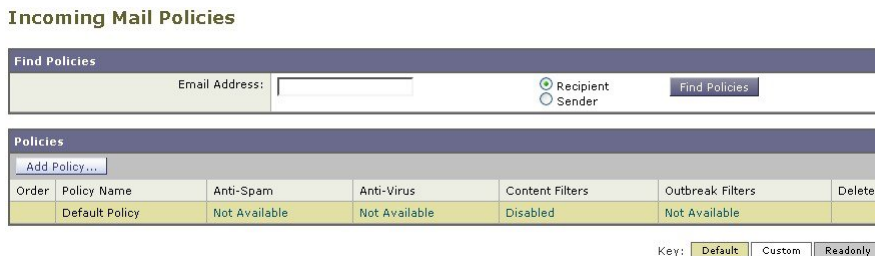 Incoming Mail Policies
Find Policies
Email Address:
Recipient
Sender
Find Policies
Policies
Add Policy...
Order Policy Name Anti-Spam Anti-Virus Content Filters Outbreak Filters Delete
Default Policy Not Available Not Available Disabled Not Available
Key: Default Custom Readonly